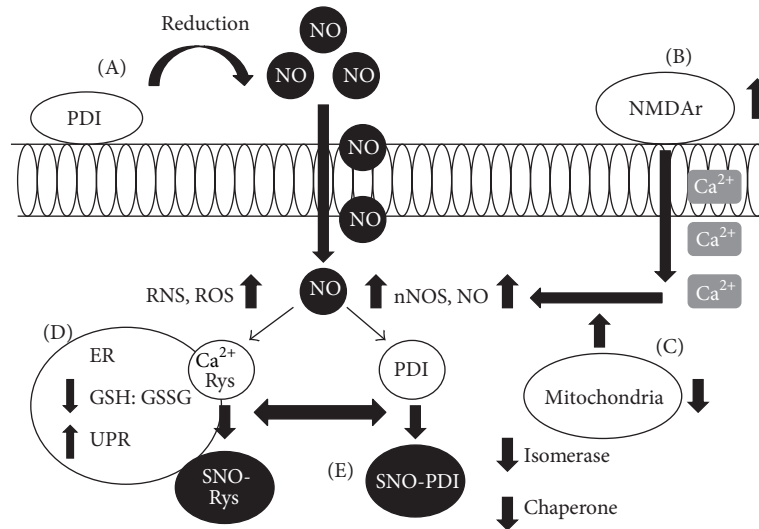 Reduction
(A)
NO
NO
NO
PDI
(B)
NMDAr
NO
NO
Ca²⁺
Ca²⁺
Ca²⁺
RNS, ROS
NO
nNOS, NO
(D)
ER
GSH: GSSG
UPR
Ca²⁺
Rys
PDI
(C)
Mitochondria
SNO-
Rys
(E)
SNO-PDI
Isomerase
Chaperone